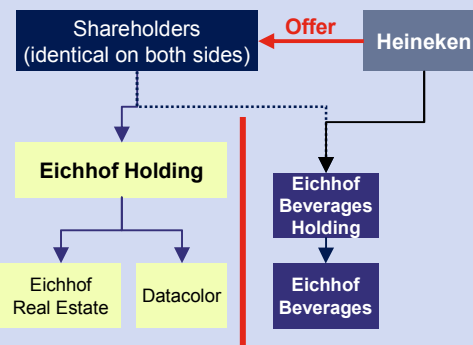 Shareholders
(identical on both sides)
Offer
Heineken
Eichhof Holding
Eichhof
Beverages
Holding
Eichhof
Real Estate
Datacolor
Eichhof
Beverages